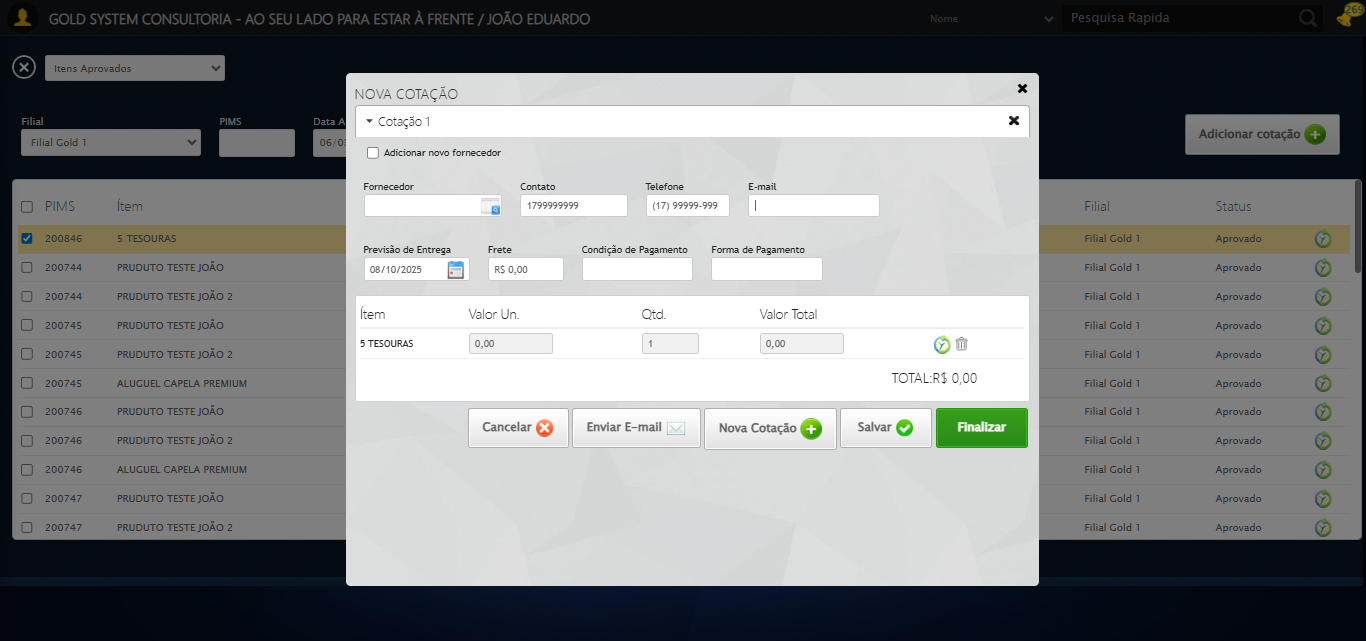 GOLD SYSTEM CONSULTORIA - AO SEU LADO PARA ESTAR À FRENTE / JOÃO EDUARDO
Nome
Pesquisa Rapida
269
Itens Aprovados
Filial
PIMS
Data A
Filial Gold 1
06/0
Adicionar cotação
PIMS Ítem Filial Status
200846 5 TESOURAS Filial Gold 1 Aprovado
200744 PRUDUTO TESTE JOÃO Filial Gold 1 Aprovado
200744 PRUDUTO TESTE JOÃO 2 Filial Gold 1 Aprovado
200745 PRUDUTO TESTE JOÃO Filial Gold 1 Aprovado
200745 PRUDUTO TESTE JOÃO 2 Filial Gold 1 Aprovado
200745 ALUGUEL CAPELA PREMIUM Filial Gold 1 Aprovado
200746 PRUDUTO TESTE JOÃO Filial Gold 1 Aprovado
200746 PRUDUTO TESTE JOÃO 2 Filial Gold 1 Aprovado
200746 ALUGUEL CAPELA PREMIUM Filial Gold 1 Aprovado
200747 PRUDUTO TESTE JOÃO Filial Gold 1 Aprovado
200747 PRUDUTO TESTE JOÃO 2 Filial Gold 1 Aprovado
NOVA COTAÇÃO
Cotação 1
Adicionar novo fornecedor
Fornecedor Contato Telefone E-mail
1799999999 (17) 99999-999
Previsão de Entrega Frete Condição de Pagamento Forma de Pagamento
08/10/2025 R$ 0,00
Ítem Valor Un. Qtd. Valor Total
5 TESOURAS 0,00 1 0,00
TOTAL:R$ 0,00
Cancelar Enviar E-mail Nova Cotação Salvar Finalizar